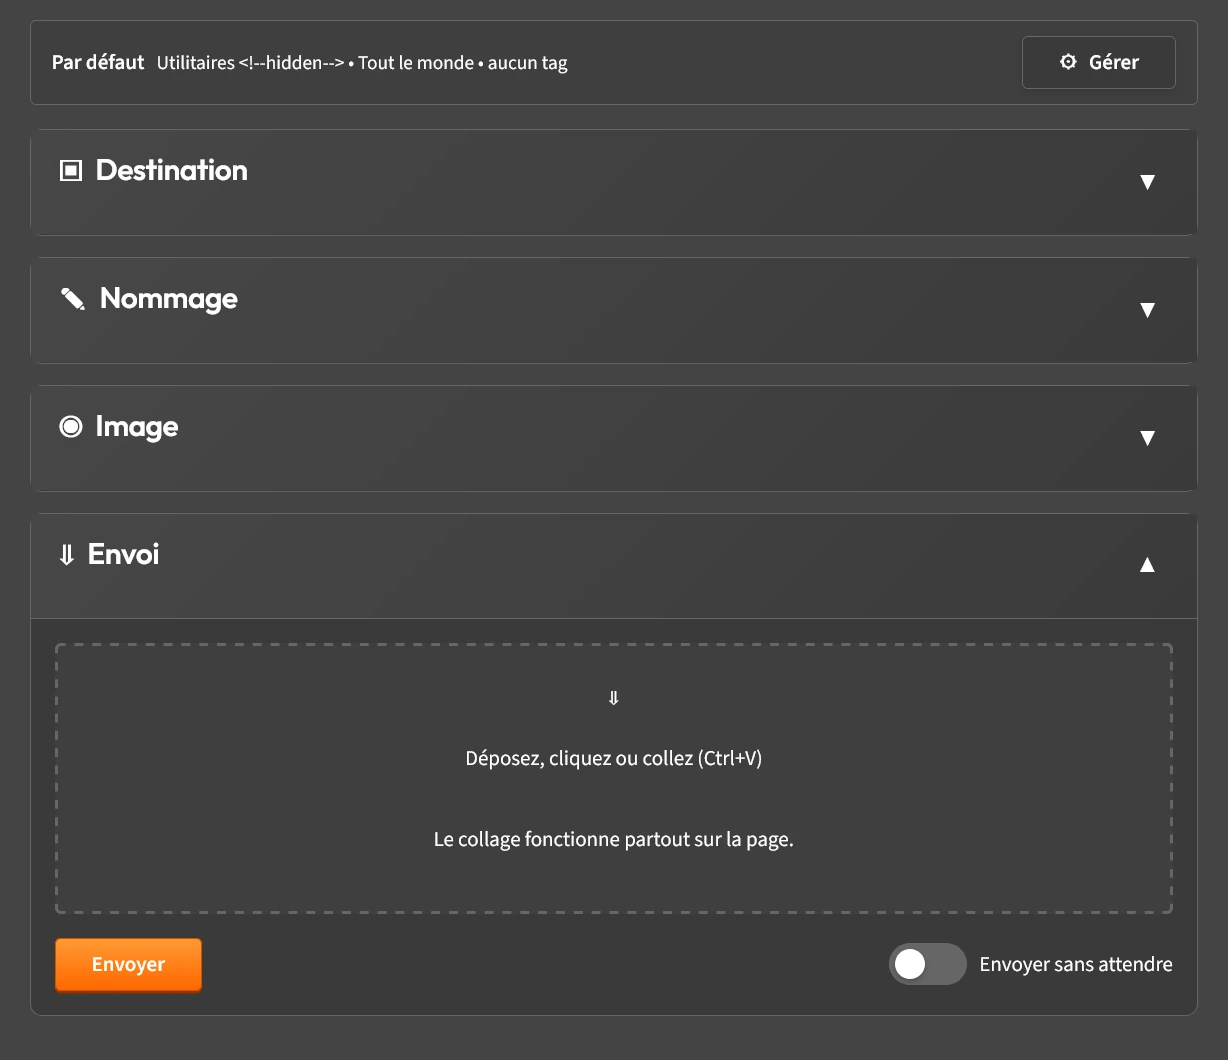 Par défaut Utilitaires <!--hidden--> • Tout le monde • aucun tag
Gérer
Destination
Nommage
Image
Envoi
Déposez, cliquez ou collez (Ctrl+V)
Le collage fonctionne partout sur la page.
Envoyer
Envoyer sans attendre